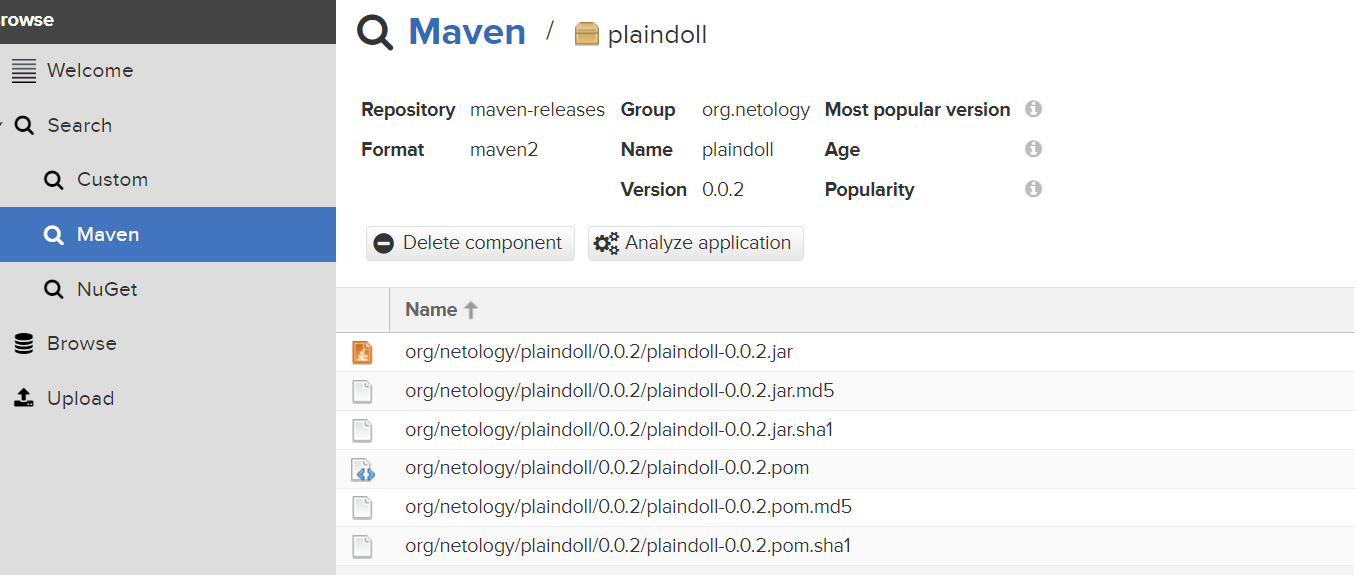 rowse
Welcome
Search
Custom
Maven
NuGet
Browse
Upload
Maven / plaindoll
Repository maven-releases Group org.netology Most popular version
Format maven2 Name plaindoll Age
Version 0.0.2 Popularity
Delete component Analyze application
Name
org/netology/plaindoll/0.0.2/plaindoll-0.0.2.jar
org/netology/plaindoll/0.0.2/plaindoll-0.0.2.jar.md5
org/netology/plaindoll/0.0.2/plaindoll-0.0.2.jar.sha1
org/netology/plaindoll/0.0.2/plaindoll-0.0.2.pom
org/netology/plaindoll/0.0.2/plaindoll-0.0.2.pom.md5
org/netology/plaindoll/0.0.2/plaindoll-0.0.2.pom.sha1